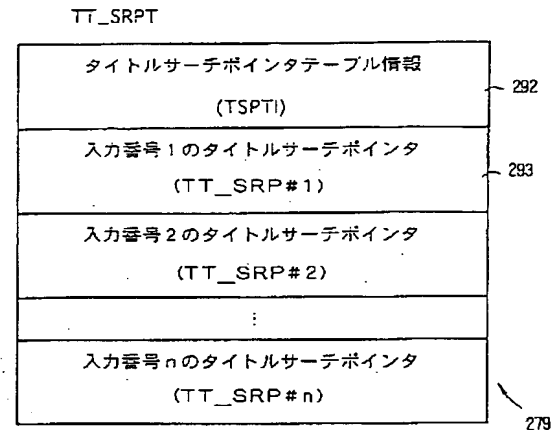 TT_SRPT
タイトルサーチポインタテーブル情報
(TSPTI)
292
入力番号1のタイトルサーチポインタ
(TT_SRP#1)
293
入力番号2のタイトルサーチポインタ
(TT_SRP#2)
⋮
入力番号nのタイトルサーチポインタ
(TT_SRP#n)
279